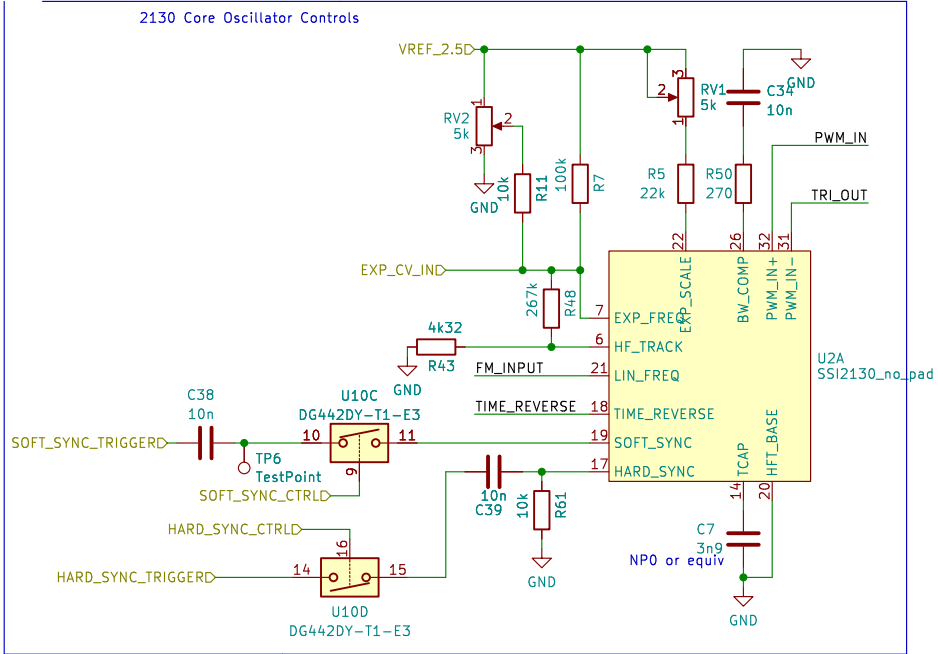 2130 Core Oscillator Controls
VREF_2.5
GND
RV1
5k
C34
10n
RV2
5k
1
2
3
3
2
1
PWM_IN
10k
R11
100k
R7
R5
22k
R50
270
TRI_OUT
GND
22
26
32
31
EXP_CV_IN
EXP_SCALE
BW_COMP
PWM_IN+
PWM_IN-
267k
R48
7
EXP_FREQ
4k32
R43
6
HF_TRACK
U2A
SSI2130_no_pad
FM_INPUT
21
LIN_FREQ
GND
C38
10n
U10C
DG442DY-T1-E3
TIME_REVERSE
18
TIME_REVERSE
SOFT_SYNC_TRIGGER
10
11
19
SOFT_SYNC
TP6
TestPoint
9
17
HARD_SYNC
TCAP
HFT_BASE
SOFT_SYNC_CTRL
10n
C39
10k
R61
14
20
HARD_SYNC_CTRL
16
C7
3n9
NP0 or equiv
HARD_SYNC_TRIGGER
14
15
GND
U10D
DG442DY-T1-E3
GND